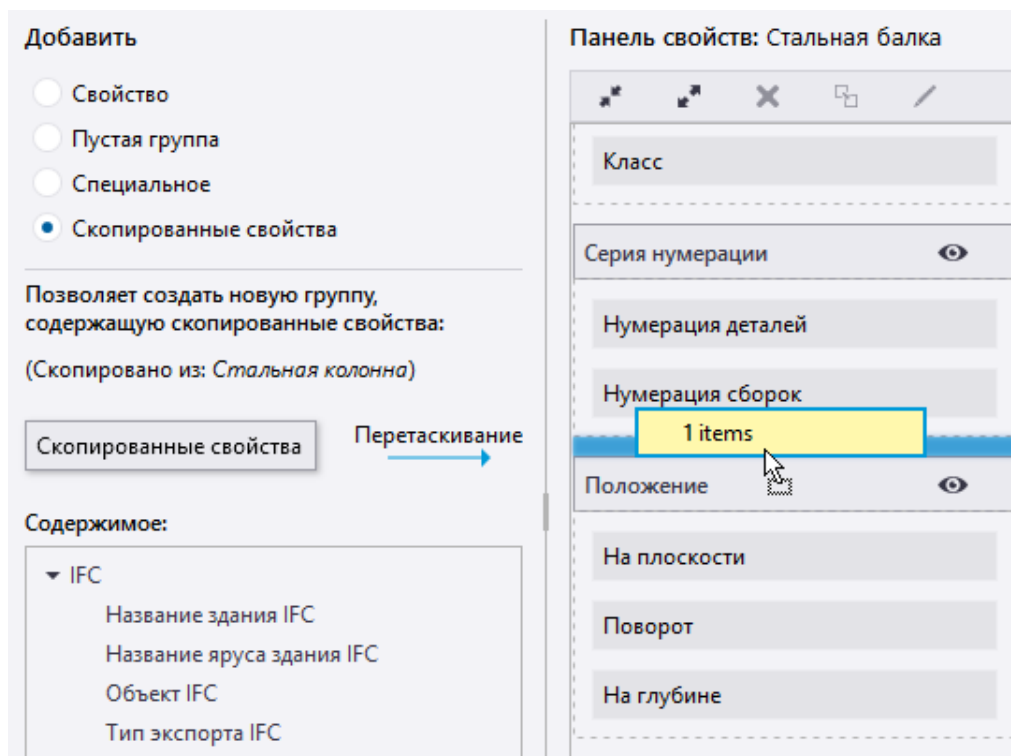 Добавить
Свойство
Пустая группа
Специальное
Скопированные свойства
Позволяет создать новую группу,
содержащую скопированные свойства:
(Скопировано из: Стальная колонна)
Скопированные свойства
Перетаскивание
Содержимое:
IFC
Название здания IFC
Название яруса здания IFC
Объект IFC
Тип экспорта IFC
Панель свойств: Стальная балка
Класс
Серия нумерации
Нумерация деталей
Нумерация сборок
1 items
Положение
На плоскости
Поворот
На глубине